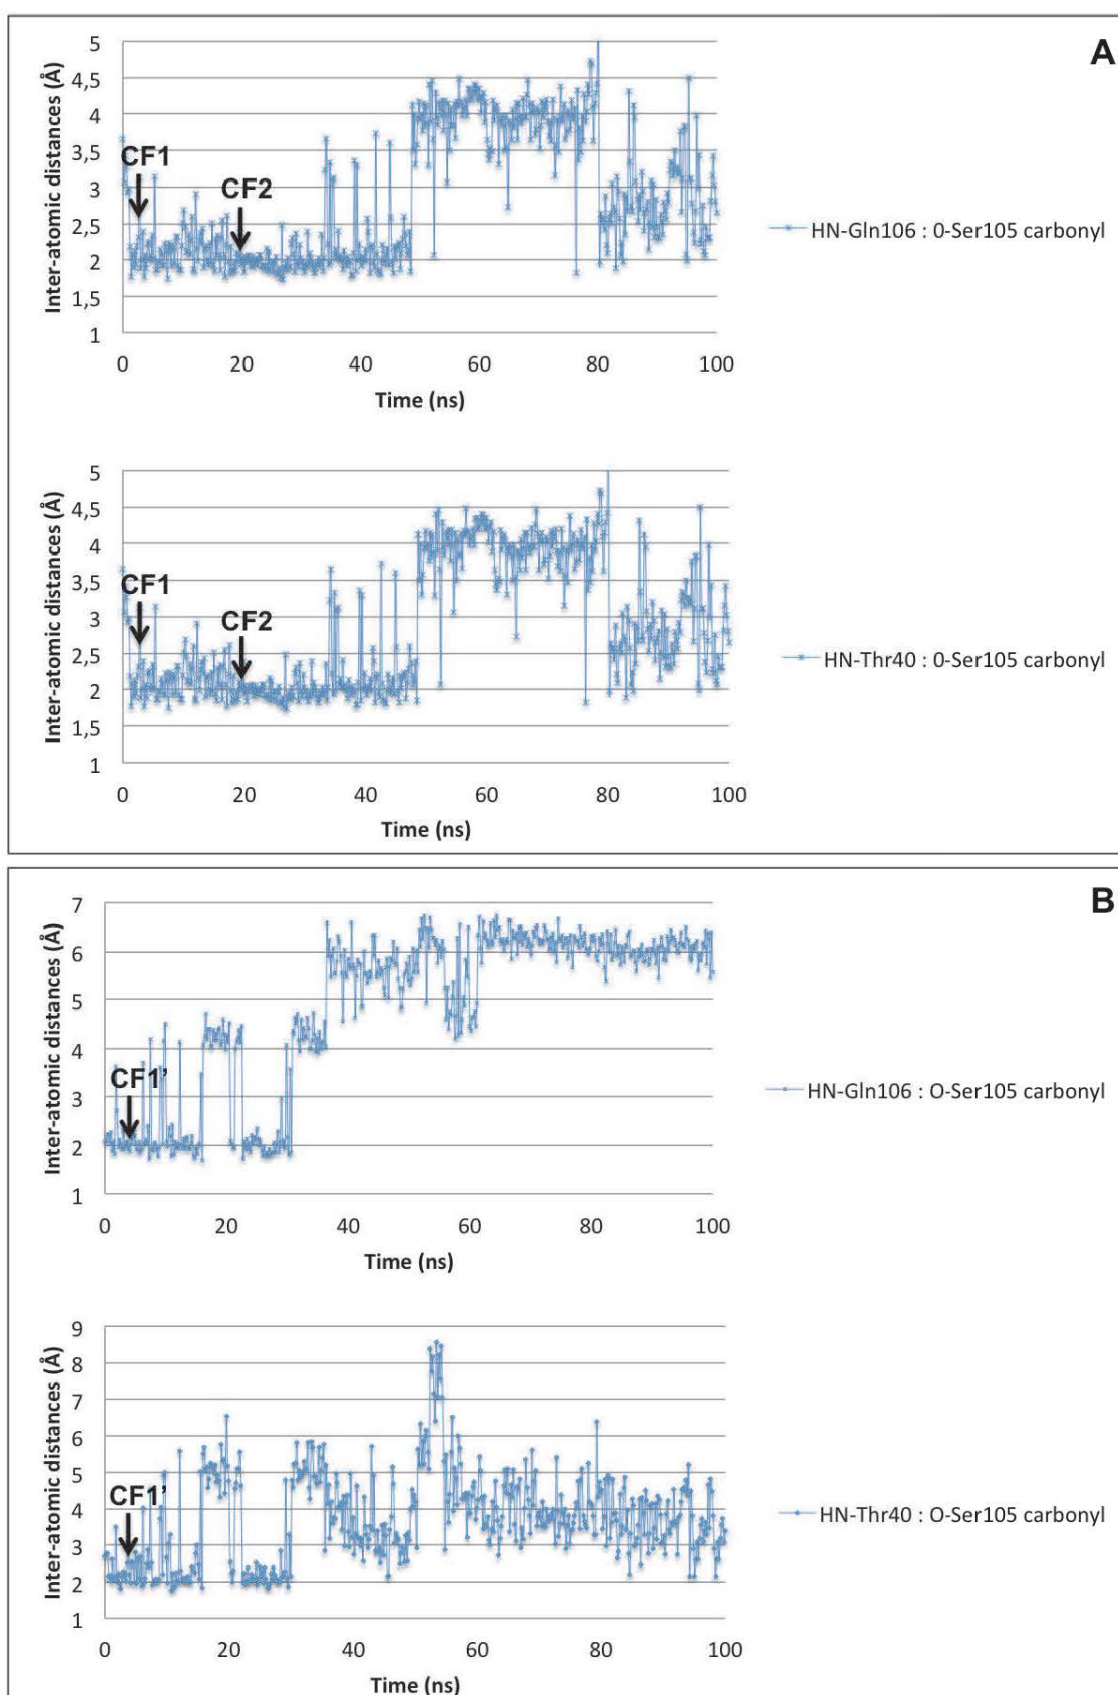 A
Inter-atomic distances (Å)
5
4,5
4
3,5
3
2,5
2
1,5
1
CF1
CF2
0 20 40 60 80 100
Time (ns)
HN-Gln106 : 0-Ser105 carbonyl
Inter-atomic distances (Å)
5
4,5
4
3,5
3
2,5
2
1,5
1
CF1
CF2
0 20 40 60 80 100
Time (ns)
HN-Thr40 : 0-Ser105 carbonyl
B
Inter-atomic distances (Å)
7
6
5
4
3
2
1
CF1’
0 20 40 60 80 100
Time (ns)
HN-Gln106 : O-Ser105 carbonyl
Inter-atomic distances (Å)
9
8
7
6
5
4
3
2
1
CF1’
0 20 40 60 80 100
Time (ns)
HN-Thr40 : O-Ser105 carbonyl